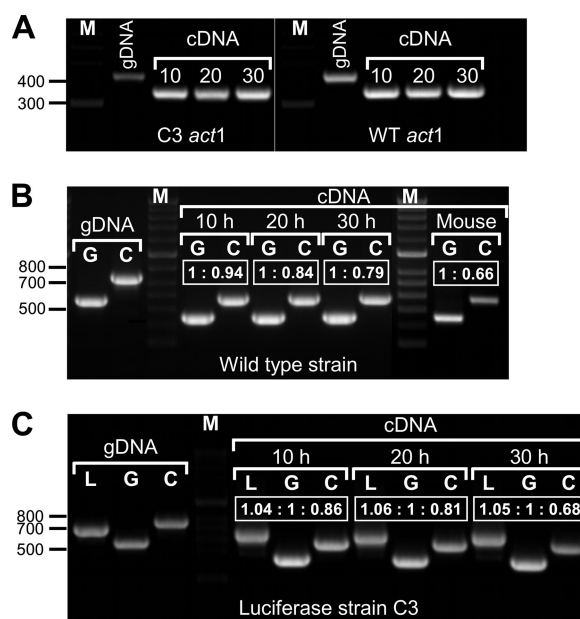 A
M
gDNA
cDNA
10 20 30
M
gDNA
cDNA
10 20 30
400
300
C3 act1
WT act1
B
M
cDNA
M
gDNA
10 h 20 h 30 h
Mouse
G C
G C G C G C
G C
1 : 0.94
1 : 0.84
1 : 0.79
1 : 0.66
800
700
500
Wild type strain
C
M
cDNA
gDNA
10 h 20 h 30 h
L G C
L G C L G C L G C
1.04 : 1 : 0.86
1.06 : 1 : 0.81
1.05 : 1 : 0.68
800
700
500
Luciferase strain C3